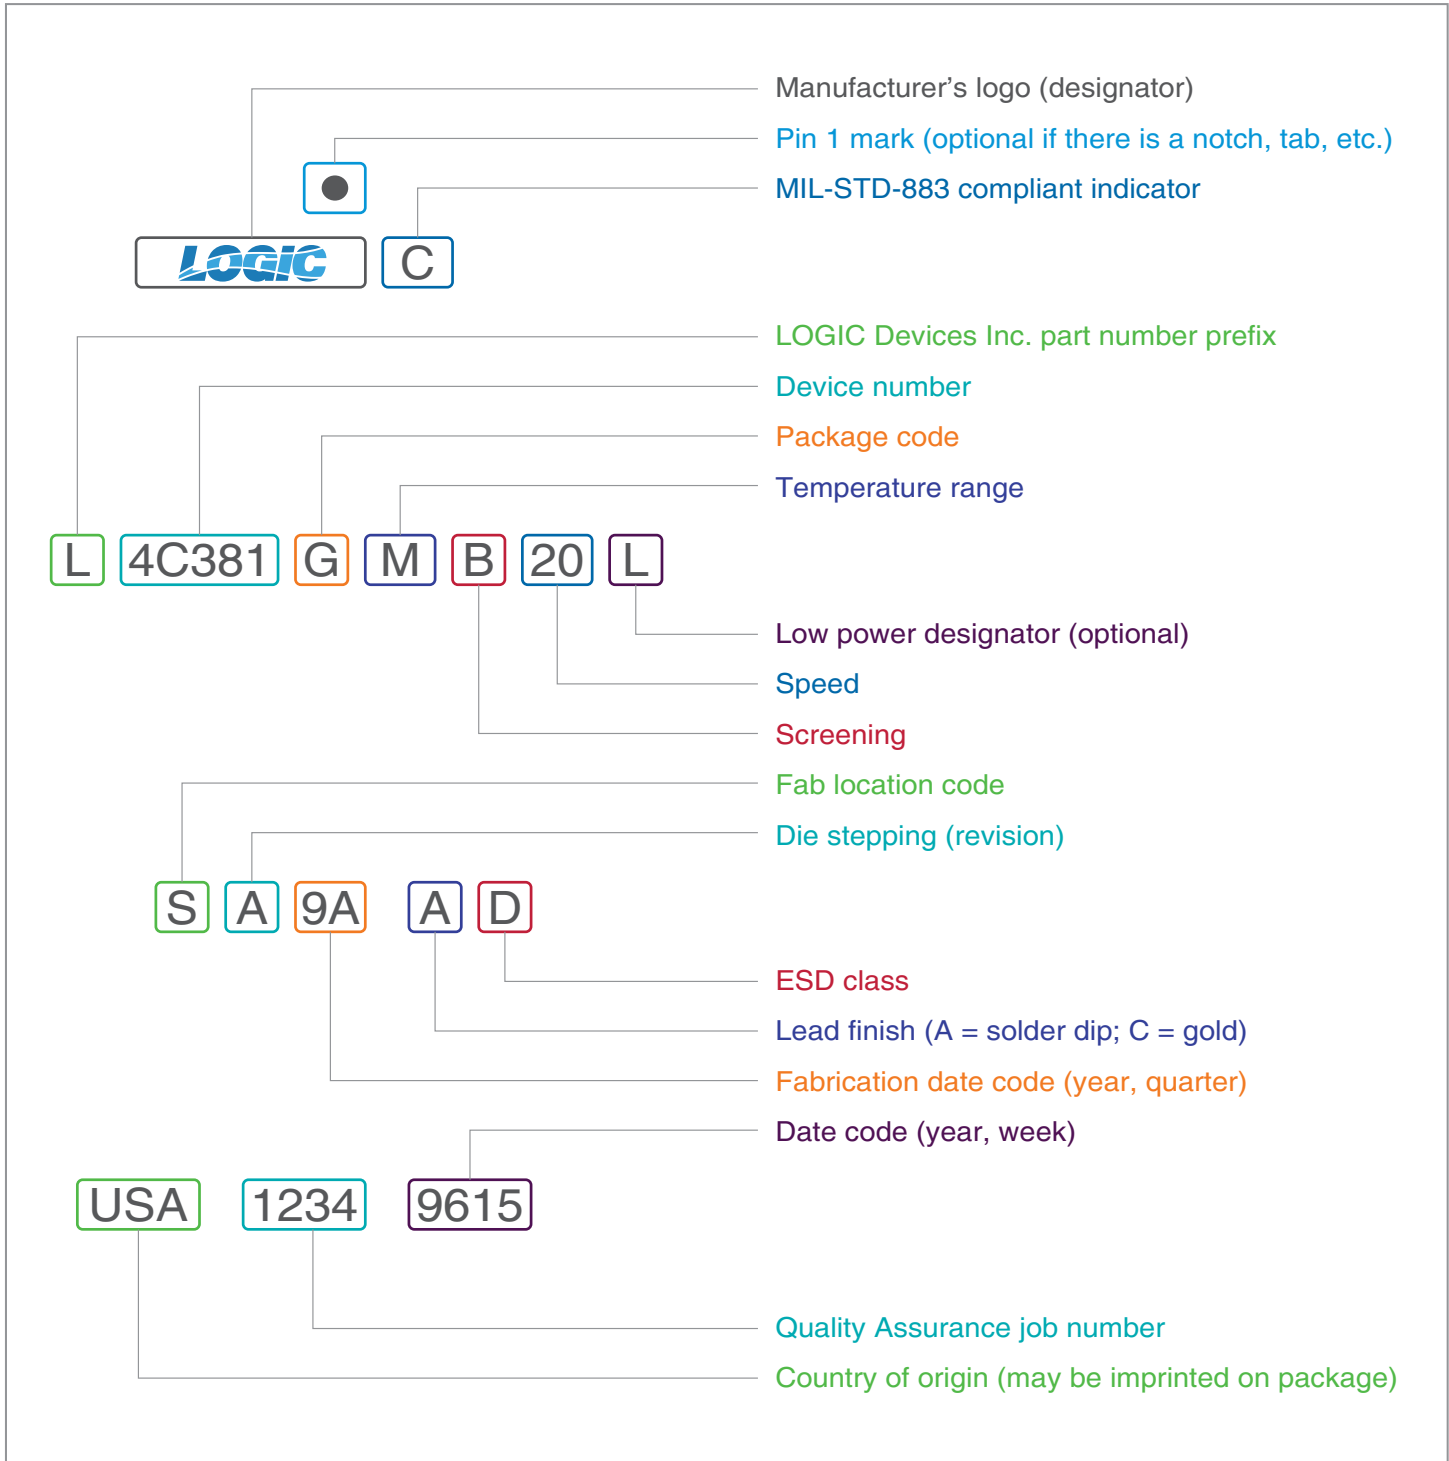 Manufacturer's logo (designator)
Pin 1 mark (optional if there is a notch, tab, etc.)
MIL-STD-883 compliant indicator
LOGIC C
LOGIC Devices Inc. part number prefix
Device number
Package code
Temperature range
L 4C381 G M B 20 L
Low power designator (optional)
Speed
Screening
Fab location code
Die stepping (revision)
S A 9A A D
ESD class
Lead finish (A = solder dip; C = gold)
Fabrication date code (year, quarter)
Date code (year, week)
USA 1234 9615
Quality Assurance job number
Country of origin (may be imprinted on package)